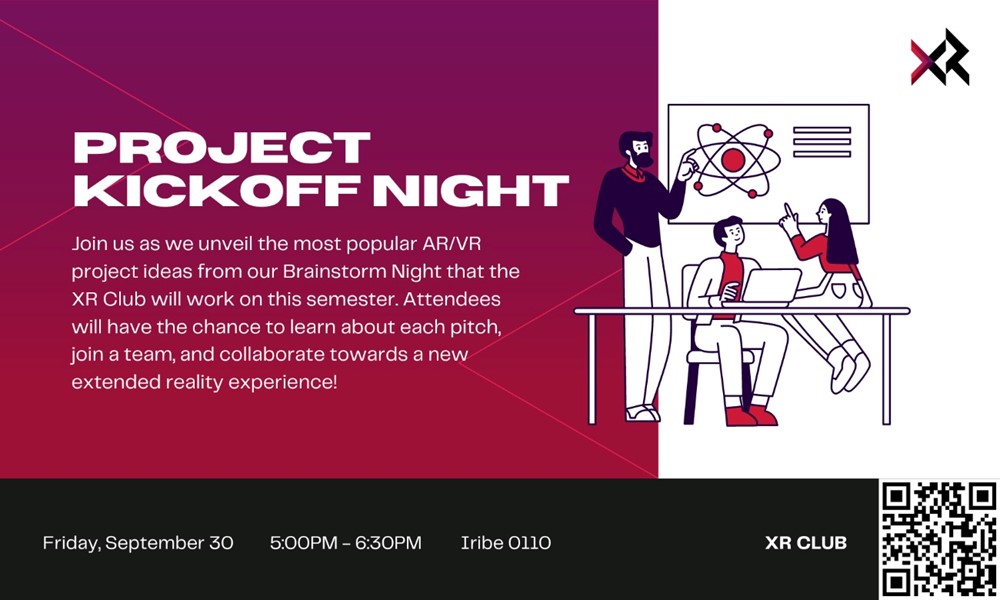 XR
PROJECT
KICKOFF NIGHT
Join us as we unveil the most popular AR/VR
project ideas from our Brainstorm Night that the
XR Club will work on this semester. Attendees
will have the chance to learn about each pitch,
join a team, and collaborate towards a new
extended reality experience!
Friday, September 30
5:00PM – 6:30PM
Iribe 0110
XR CLUB